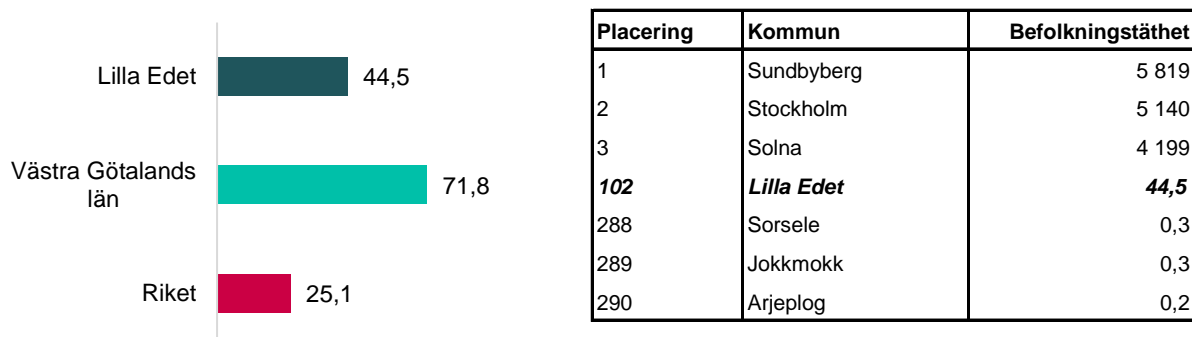 Lilla Edet 44,5
Västra Götalands
län 71,8
Riket 25,1
Placering Kommun Befolkningstäthet
1 Sundbyberg 5 819
2 Stockholm 5 140
3 Solna 4 199
102 Lilla Edet 44,5
288 Sorsele 0,3
289 Jokkmokk 0,3
290 Arjeplog 0,2